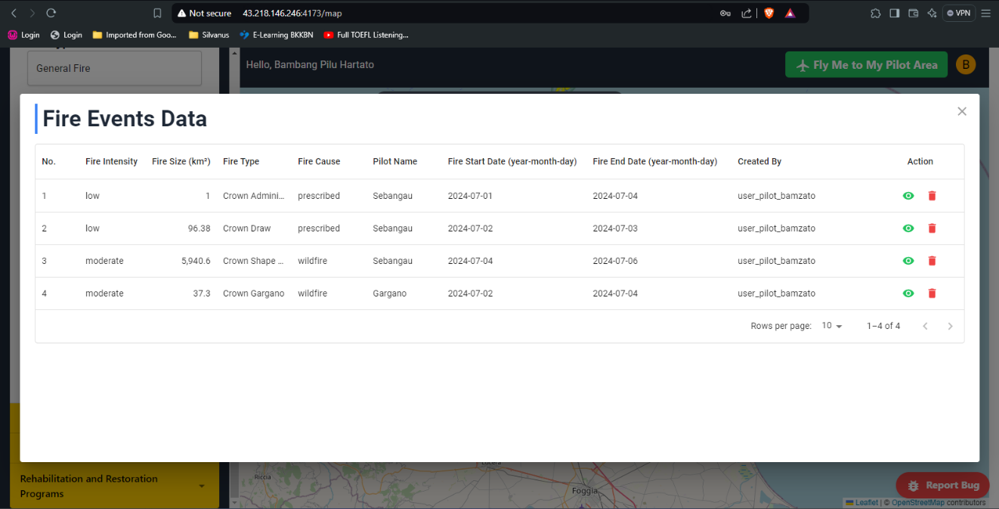 Not secure 43.218.146.246:4173/map
VPN
Login Login Imported from Goo... Silvanus E-Learning BKKBN Full TOEFL Listening...
General Fire
Hello, Bambang Pilu Hartato
Fly Me to My Pilot Area
B
Fire Events Data
No. Fire Intensity Fire Size (km²) Fire Type Fire Cause Pilot Name Fire Start Date (year-month-day) Fire End Date (year-month-day) Created By Action
1 low 1 Crown Admini... prescribed Sebangau 2024-07-01 2024-07-04 user_pilot_bamzato
2 low 96.38 Crown Draw prescribed Sebangau 2024-07-02 2024-07-03 user_pilot_bamzato
3 moderate 5,940.6 Crown Shape ... wildfire Sebangau 2024-07-04 2024-07-06 user_pilot_bamzato
4 moderate 37.3 Crown Gargano wildfire Gargano 2024-07-02 2024-07-04 user_pilot_bamzato
Rows per page: 10 1–4 of 4
Rehabilitation and Restoration
Programs
Riccia
Foggia
Report Bug
Leaflet | © OpenStreetMap contributors